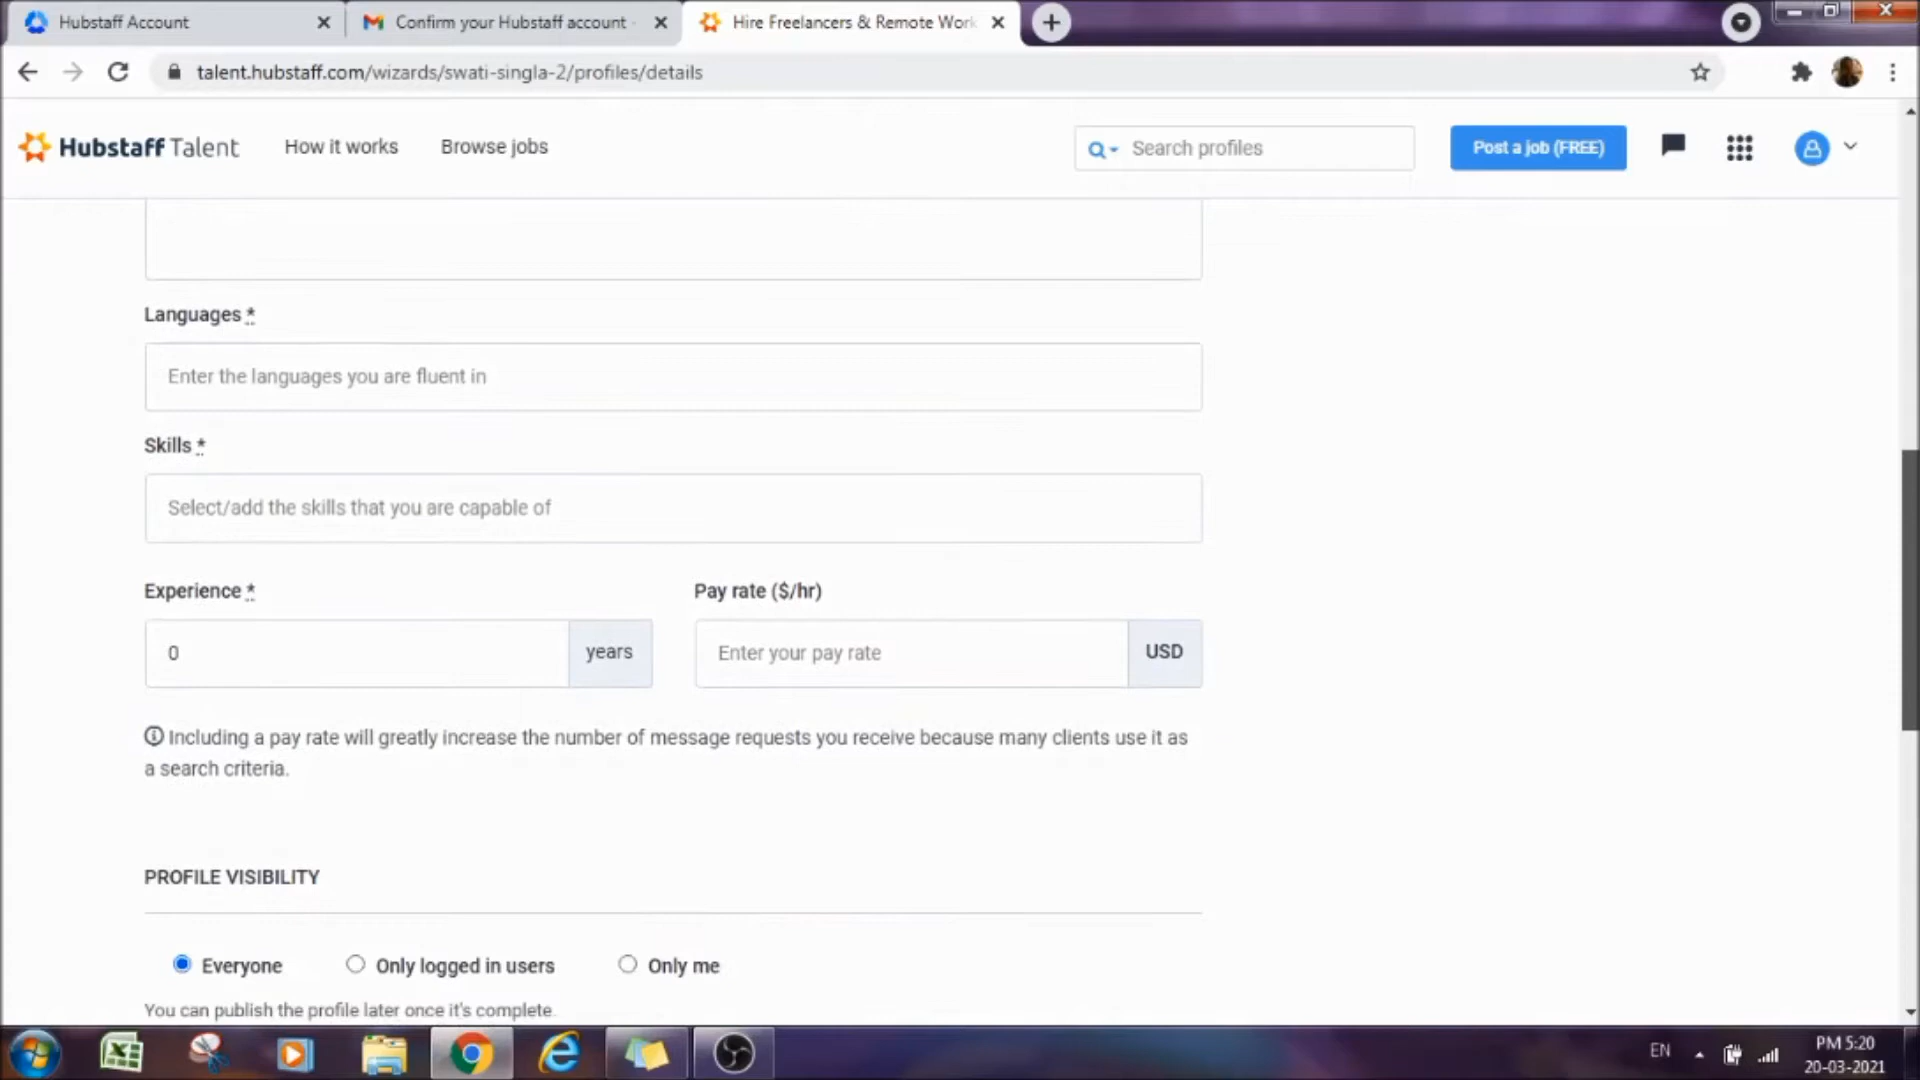 Hubstaff Account
Confirm your Hubstaff account
Hire Freelancers & Remote Work
talent.hubstaff.com/wizards/swati-singla-2/profiles/details
Hubstaff Talent
How it works
Browse jobs
Search profiles
Post a job (FREE)
Languages *
Enter the languages you are fluent in
Skills *
Select/add the skills that you are capable of
Experience *
Pay rate ($/hr)
0
years
Enter your pay rate
USD
Including a pay rate will greatly increase the number of message requests you receive because many clients use it as
a search criteria.
PROFILE VISIBILITY
Everyone
Only logged in users
Only me
You can publish the profile later once it's complete.
EN
PM 5:20
20-03-2021